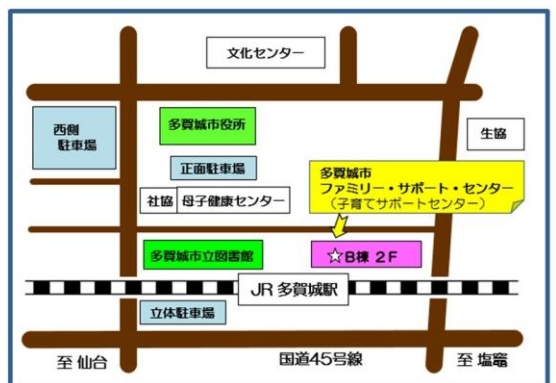 文化センター
西側
駐車場
多賀城市役所
生協
正面駐車場
多賀城市
ファミリー・サポート・センター
（子育てサポートセンター）
社協
母子健康センター
多賀城市立図書館
☆B棟 2F
JR 多賀城駅
立体駐車場
至 仙台
国道45号線
至 塩竈